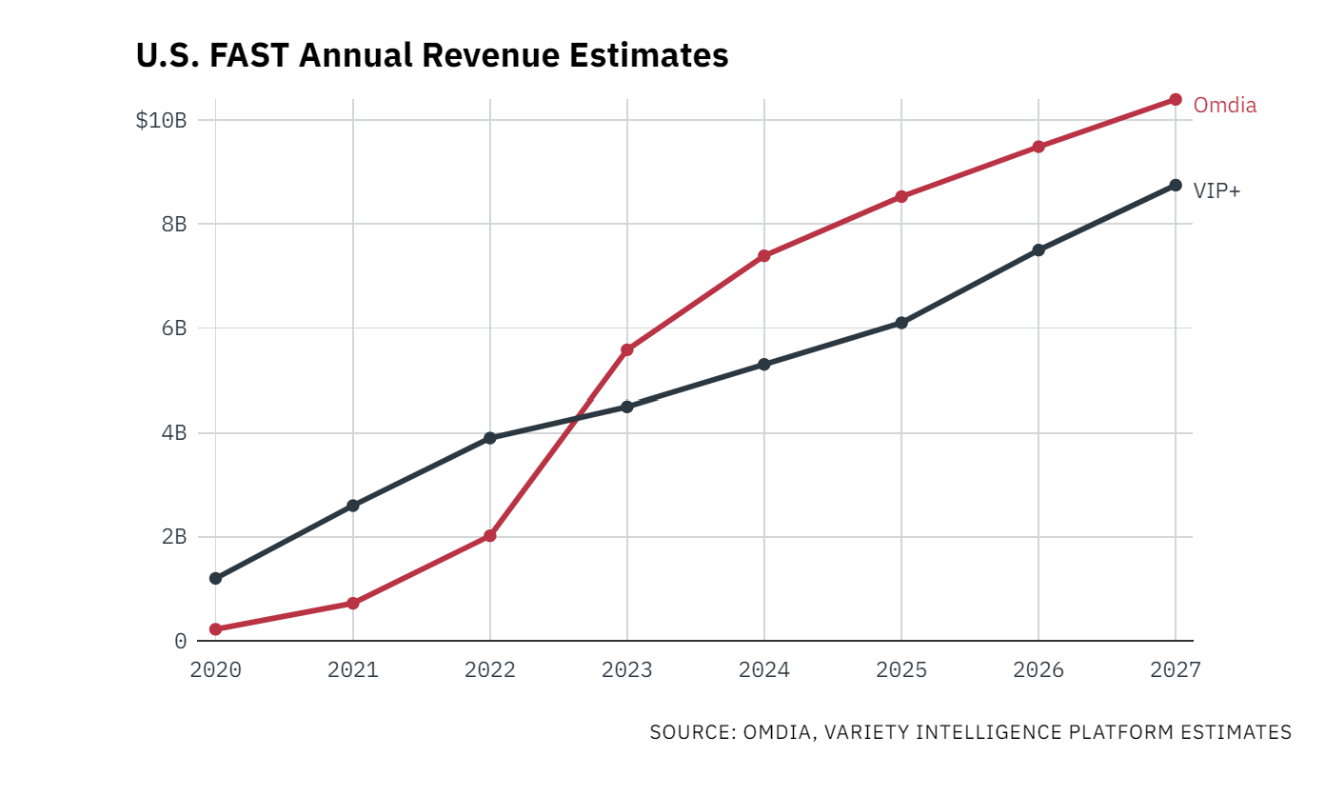 U.S. FAST Annual Revenue Estimates
$10B
Omdia
VIP+
8B
6B
4B
2B
0
2020 2021 2022 2023 2024 2025 2026 2027
SOURCE: OMDIA, VARIETY INTELLIGENCE PLATFORM ESTIMATES